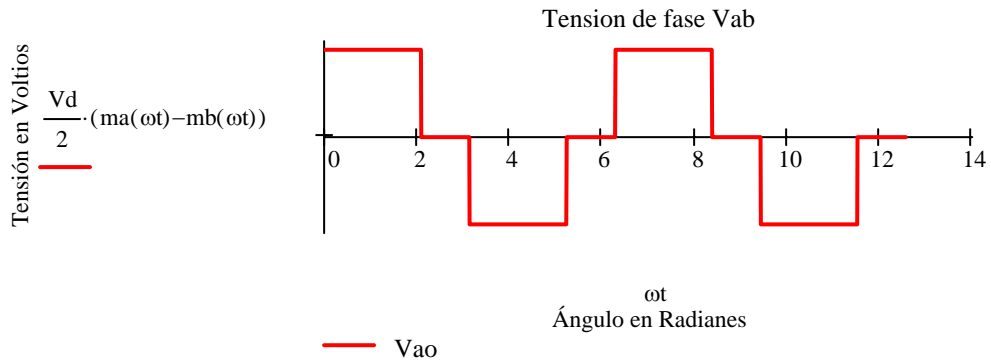 Tension de fase Vab
Tensión en Voltios
Vd
2
·(ma(ωt)−mb(ωt))
0 2 4 6 8 10 12 14
ωt
Ángulo en Radianes
Vao